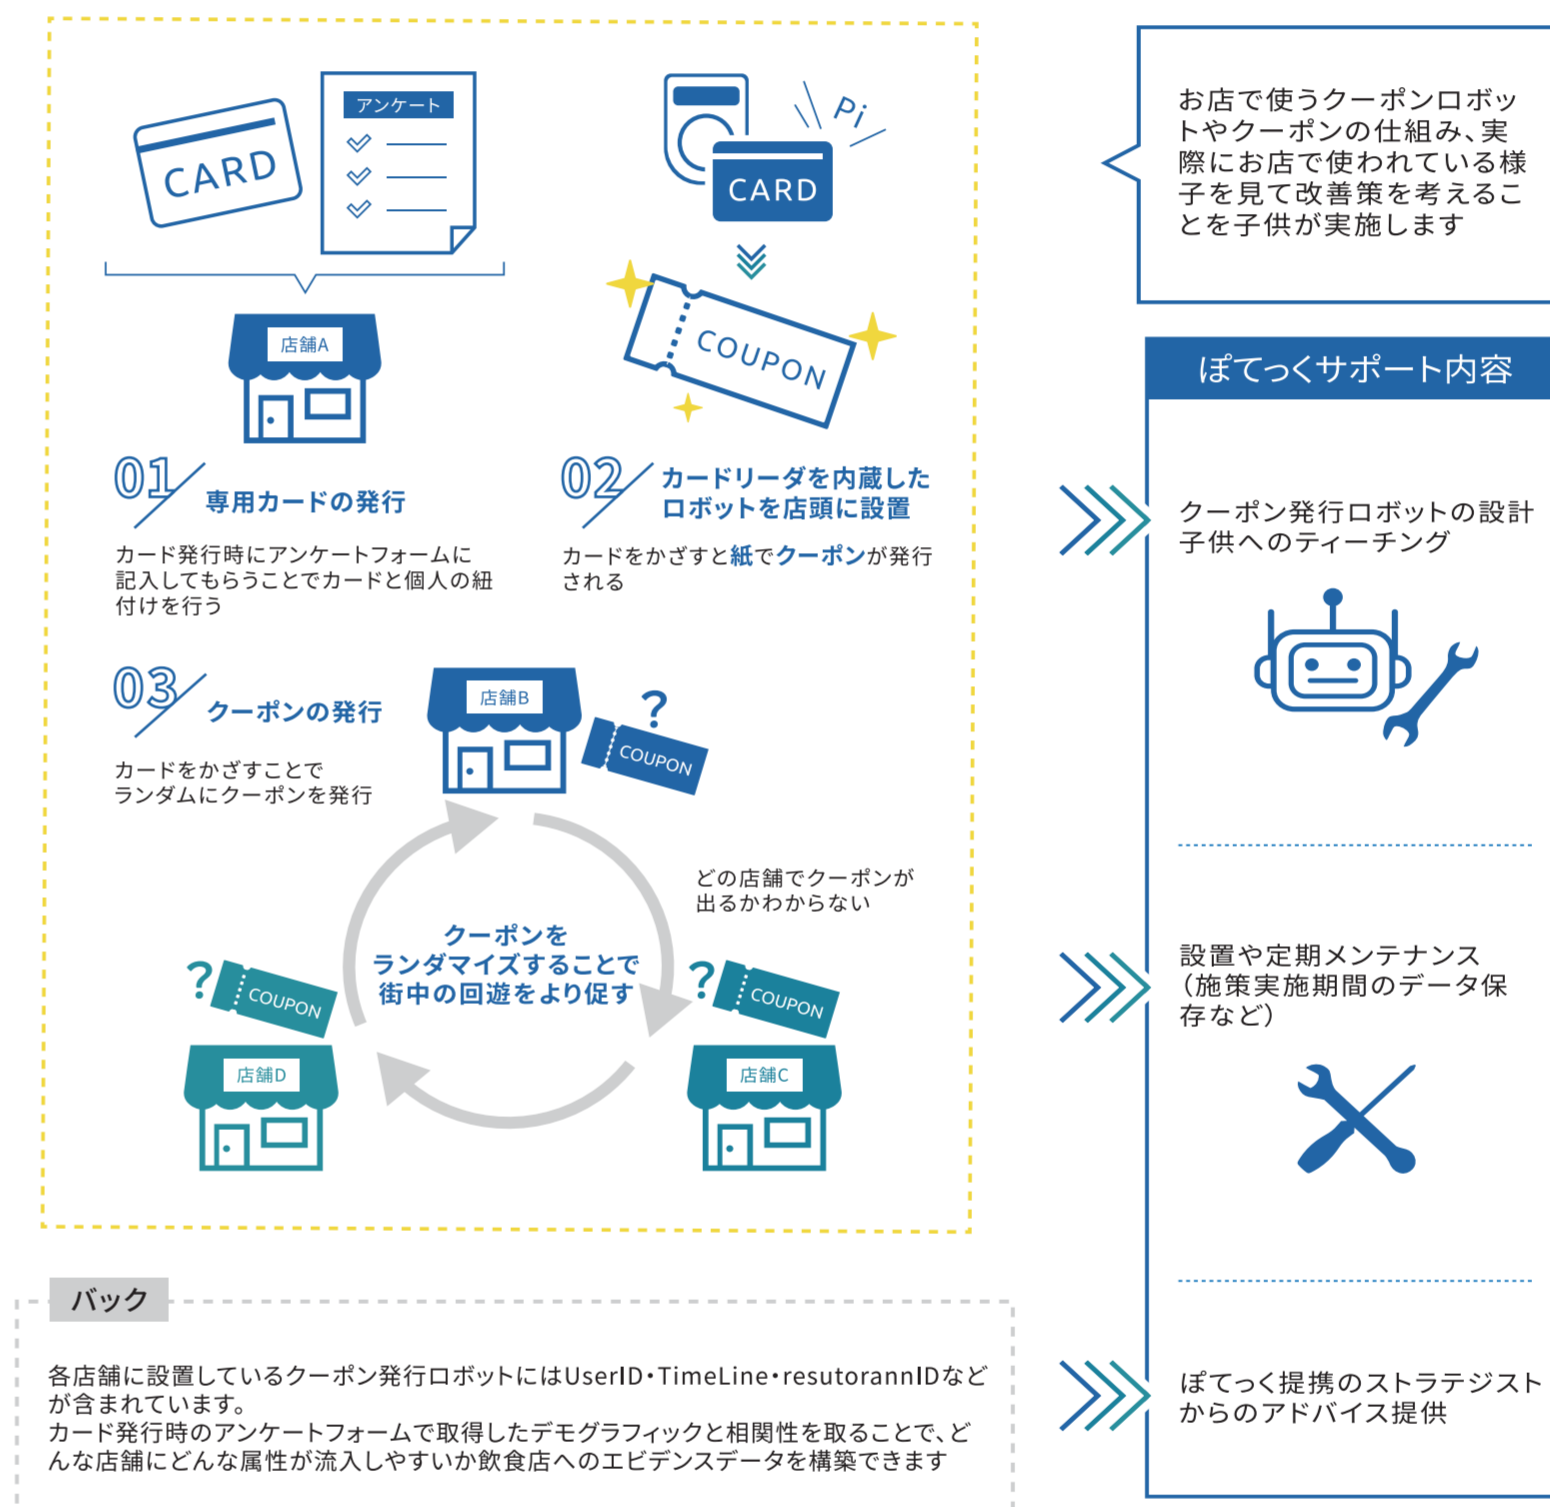 アンケート
CARD
店舗A
01
専用カードの発行
カード発行時にアンケートフォームに
記入してもらうことでカードと個人の紐
付けを行う
Pi
CARD
COUPON
02
カードリーダを内蔵した
ロボットを店頭に設置
カードをかざすと紙でクーポンが発行
される
03
クーポンの発行
カードをかざすことで
ランダムにクーポンを発行
店舗B
?
COUPON
どの店舗でクーポンが
出るかわからない
クーポンを
ランダマイズすることで
街中の回遊をより促す
?
COUPON
店舗D
?
COUPON
店舗C
バック
各店舗に設置しているクーポン発行ロボットにはUserID・TimeLine・resutorannIDなど
が含まれています。
カード発行時のアンケートフォームで取得したデモグラフィックと相関性を取ることで、ど
んな店舗にどんな属性が流入しやすいか飲食店へのエビデンスデータを構築できます
お店で使うクーポンロボッ
トやクーポンの仕組み、実
際にお店で使われている様
子を見て改善策を考えるこ
とを子供が実施します
ぽてっくサポート内容
クーポン発行ロボットの設計
子供へのティーチング
設置や定期メンテナンス
（施策実施期間のデータ保
存など）
ぽてっく提携のストラテジスト
からのアドバイス提供